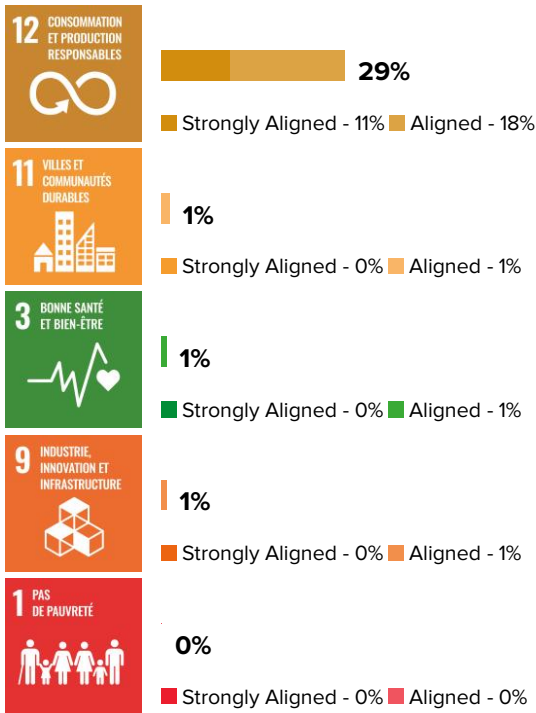 12 CONSOMMATION
ET PRODUCTION
RESPONSABLES
29%
Strongly Aligned - 11% Aligned - 18%
11 VILLES ET
COMMUNAUTÉS
DURABLES
1%
Strongly Aligned - 0% Aligned - 1%
3 BONNE SANTÉ
ET BIEN-ÊTRE
1%
Strongly Aligned - 0% Aligned - 1%
9 INDUSTRIE,
INNOVATION ET
INFRASTRUCTURE
1%
Strongly Aligned - 0% Aligned - 1%
1 PAS
DE PAUVRETÉ
0%
Strongly Aligned - 0% Aligned - 0%